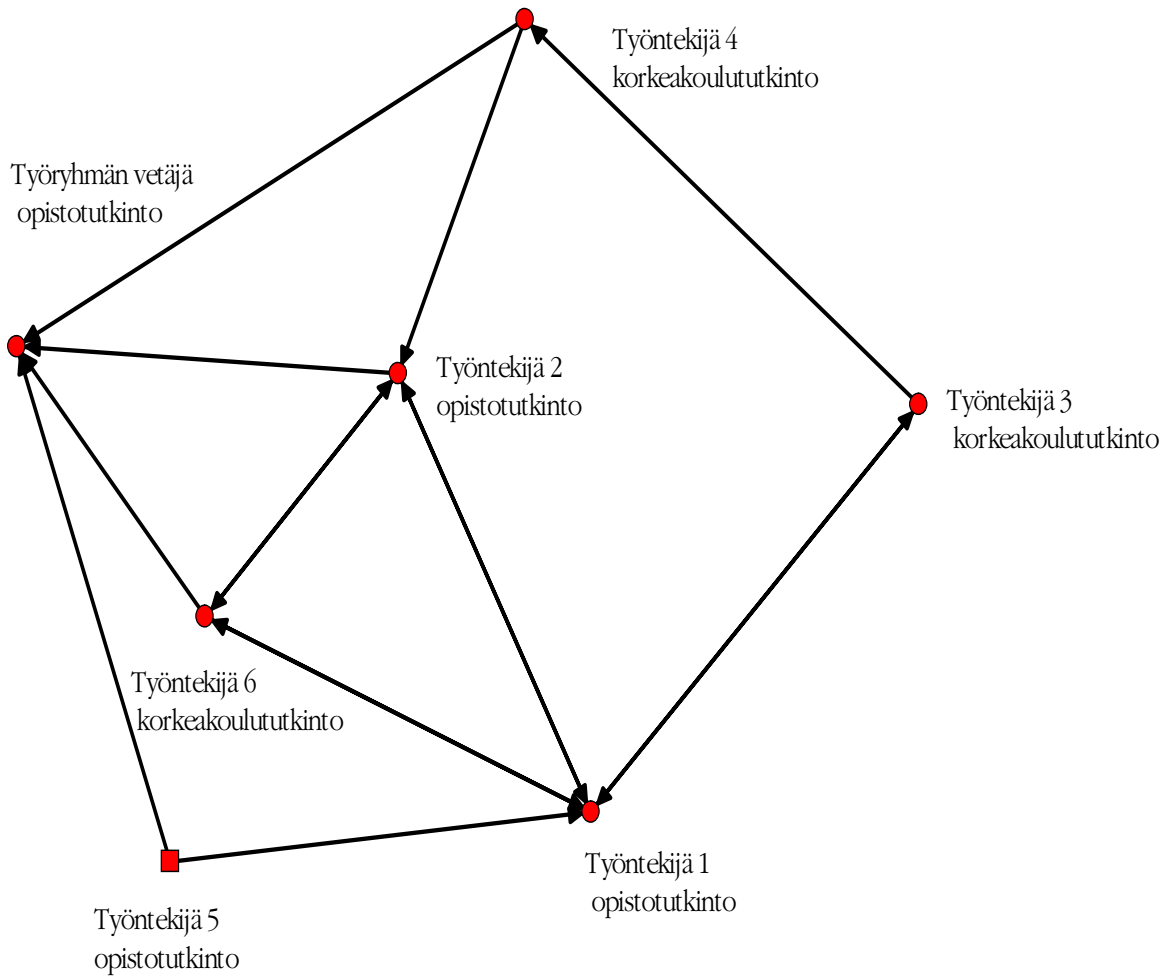 Työntekijä 4
korkeakoulututkinto
Työryhmän vetäjä
opistotutkinto
Työntekijä 2
opistotutkinto
Työntekijä 3
korkeakoulututkinto
Työntekijä 6
korkeakoulututkinto
Työntekijä 1
opistotutkinto
Työntekijä 5
opistotutkinto